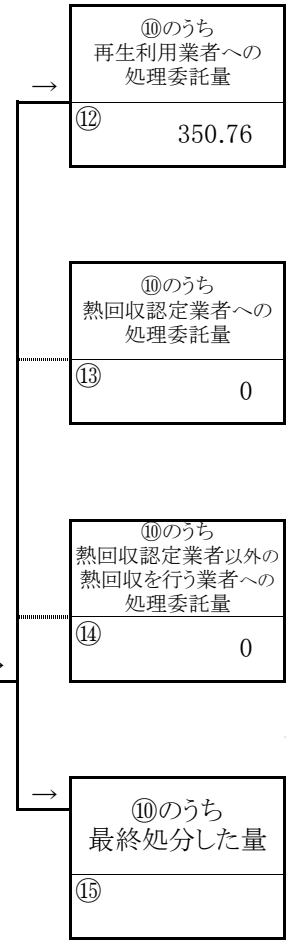 ⑩のうち
再生利用業者への
処理委託量
→
⑫
350.76
⑩のうち
熱回収認定業者への
処理委託量
⑬
0
⑩のうち
熱回収認定業者以外の
熱回収を行う業者への
処理委託量
⑭
0
→
⑩のうち
最終処分した量
⑮